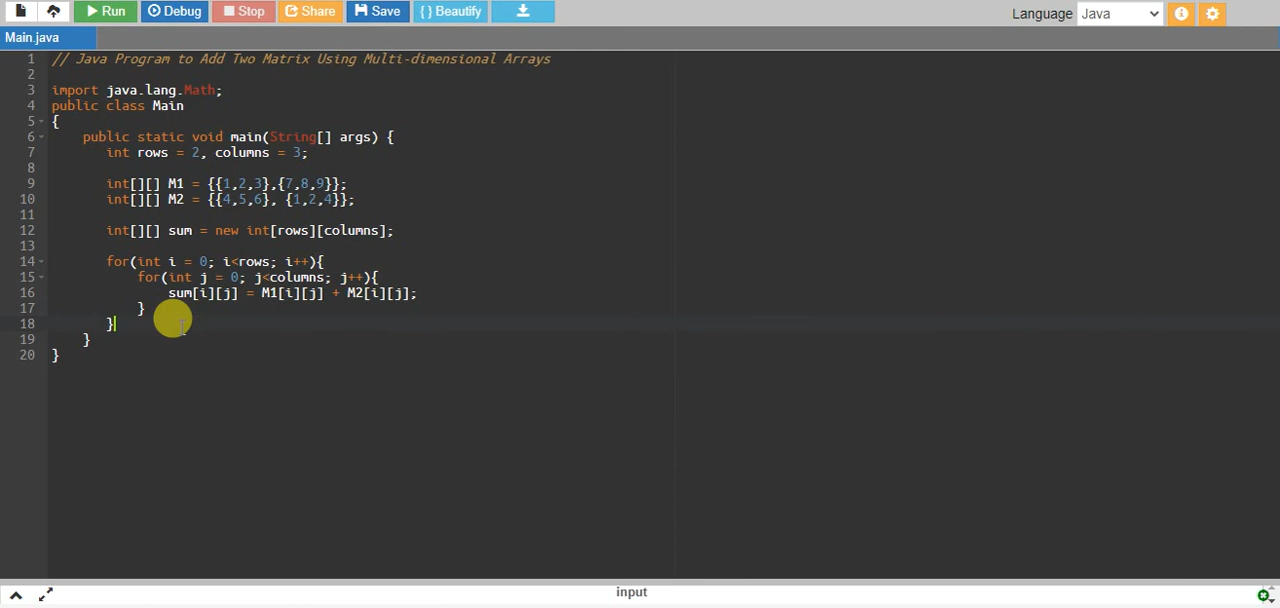 Run Debug Stop Share Save { } Beautify Language Java
Main.java
1 // Java Program to Add Two Matrix Using Multi-dimensional Arrays
2
3 import java.lang.Math;
4 public class Main
5 {
6 public static void main(String[] args) {
7 int rows = 2, columns = 3;
8
9 int[][] M1 = {{1,2,3},{7,8,9}};
10 int[][] M2 = {{4,5,6}, {1,2,4}};
11
12 int[][] sum = new int[rows][columns];
13
14 for(int i = 0; i<rows; i++){
15 for(int j = 0; j<columns; j++){
16 sum[i][j] = M1[i][j] + M2[i][j];
17 }
18 }
19 }
20 }
input